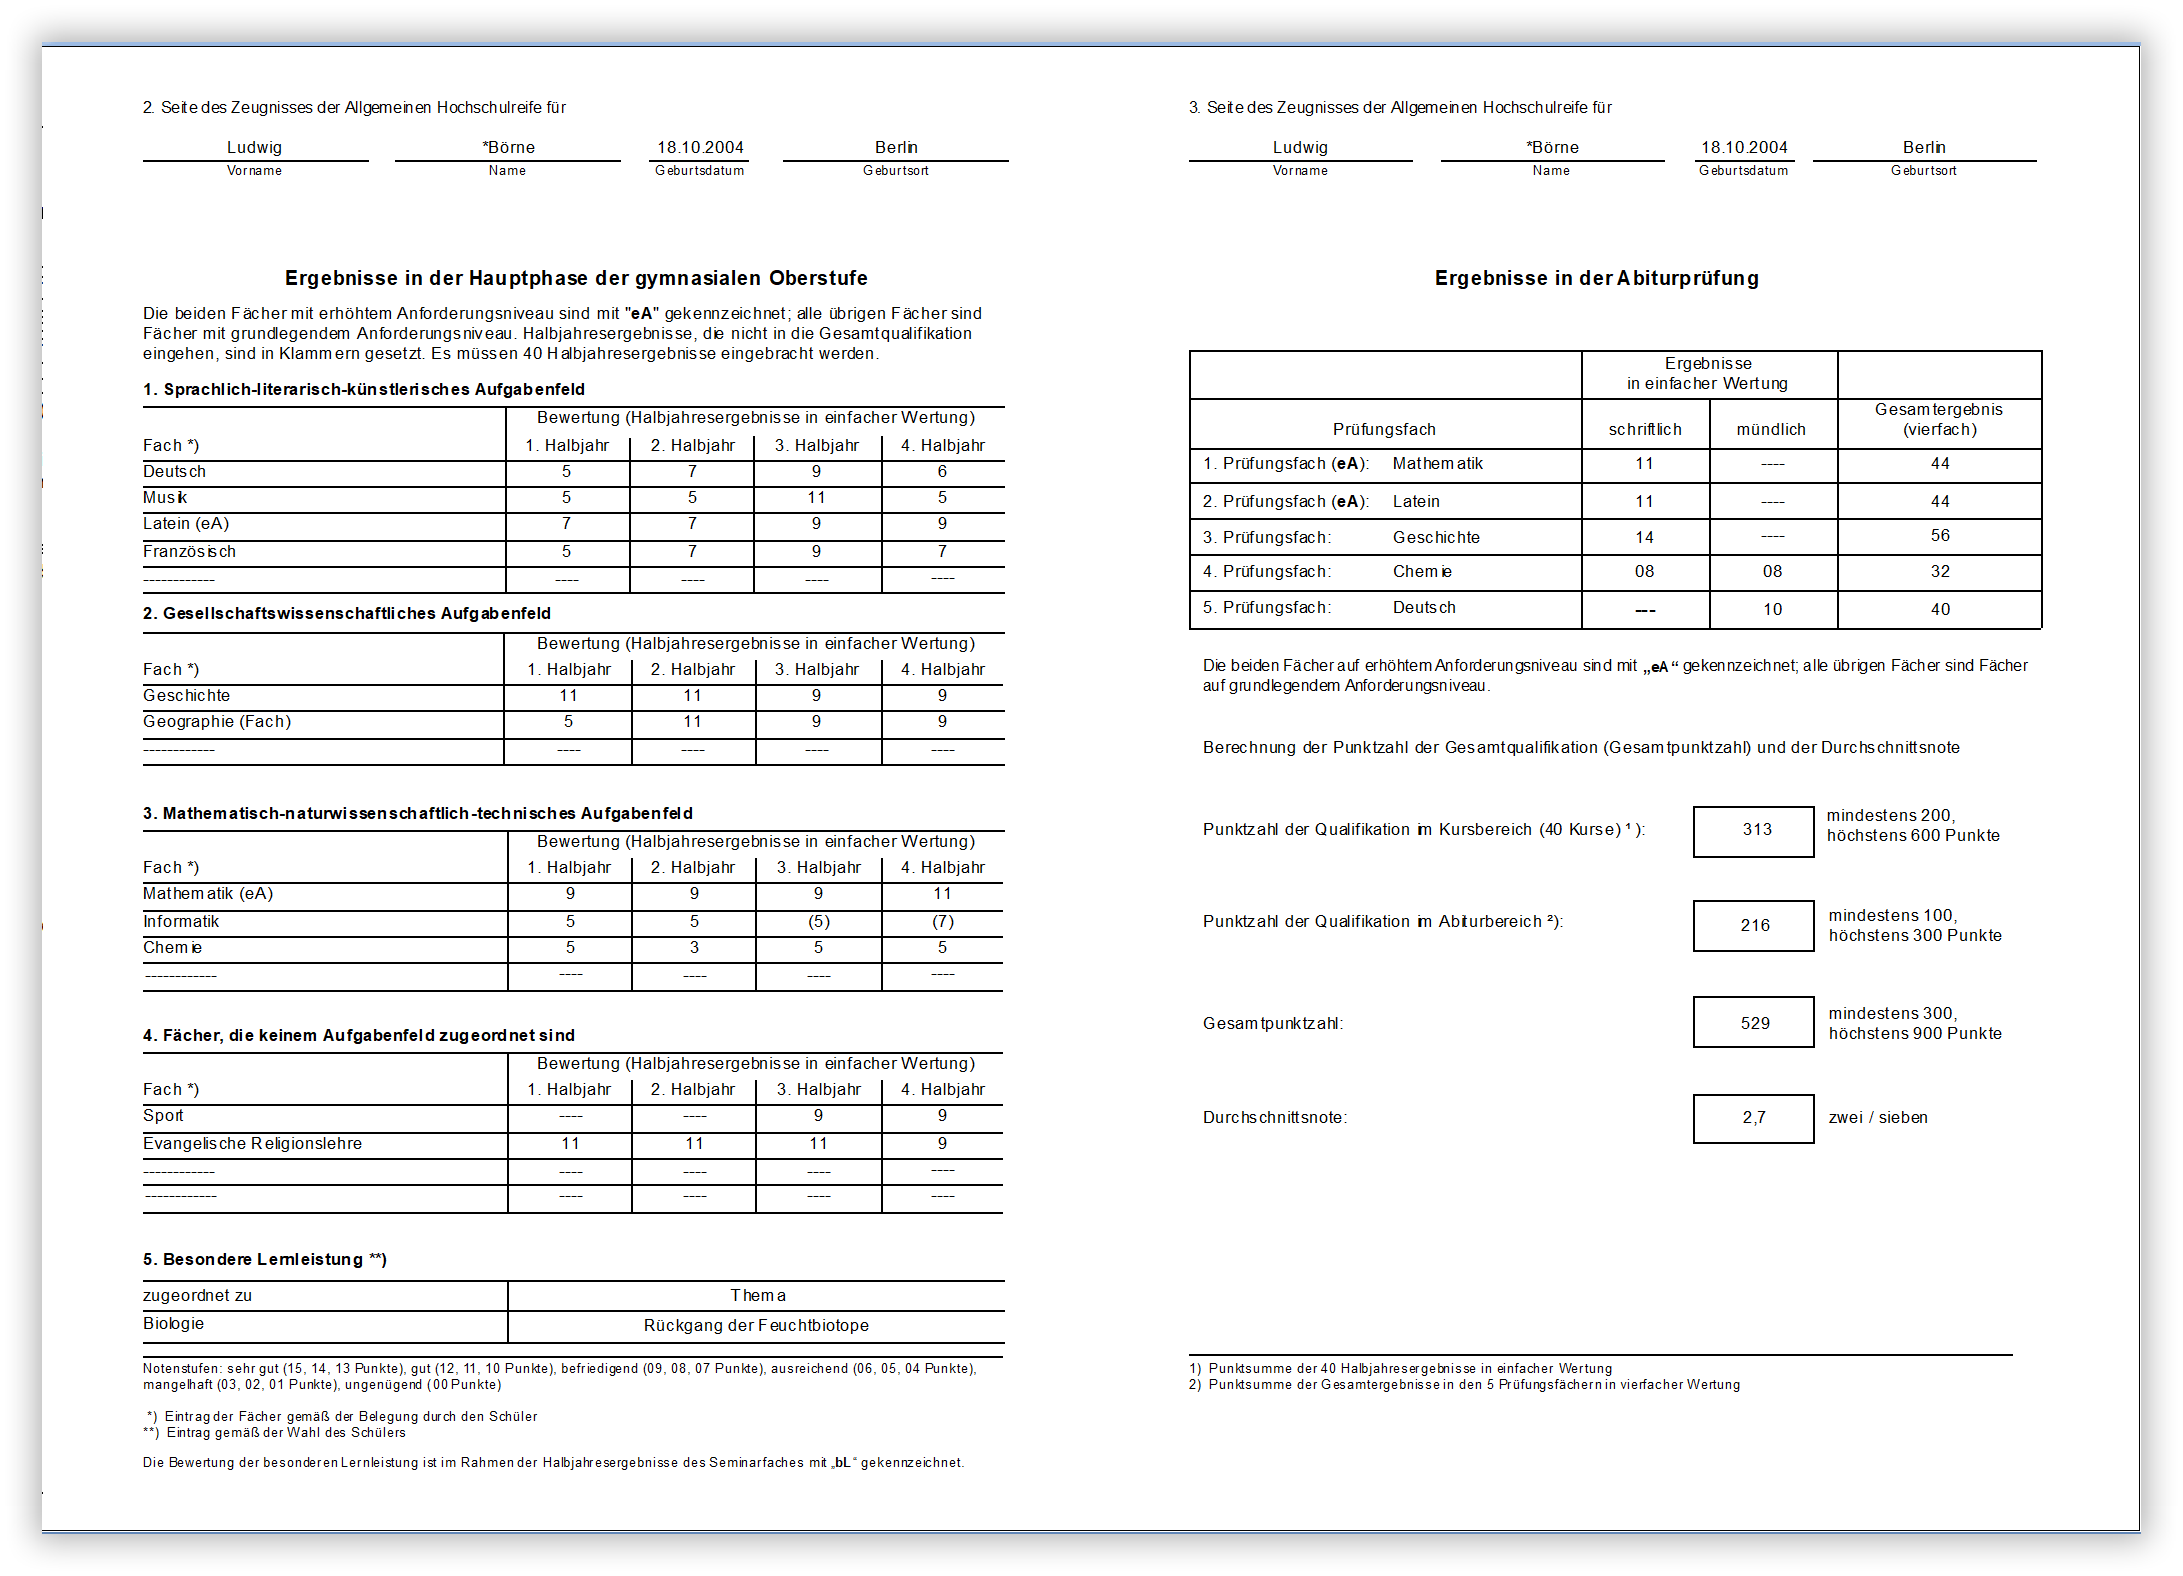 2. Seite des Zeugnisses der Allgemeinen Hochschulreife für
Ludwig *Börne 18.10.2004 Berlin
Vorname Name Geburtsdatum Geburtsort
Ergebnisse in der Hauptphase der gymnasialen Oberstufe
Die beiden Fächer mit erhöhtem Anforderungsniveau sind mit "eA" gekennzeichnet; alle übrigen Fächer sind
Fächer mit grundlegendem Anforderungsniveau. Halbjahresergebnisse, die nicht in die Gesamtqualifikation
eingehen, sind in Klammern gesetzt. Es müssen 40 Halbjahresergebnisse eingebracht werden.
1. Sprachlich-literarisch-künstlerisches Aufgabenfeld
Bewertung (Halbjahresergebnisse in einfacher Wertung)
Fach *) 1. Halbjahr 2. Halbjahr 3. Halbjahr 4. Halbjahr
Deutsch 5 7 9 6
Musik 5 5 11 5
Latein (eA) 7 7 9 9
Französisch 5 7 9 7
------------ ---- ---- ---- ----
2. Gesellschaftswissenschaftliches Aufgabenfeld
Bewertung (Halbjahresergebnisse in einfacher Wertung)
Fach *) 1. Halbjahr 2. Halbjahr 3. Halbjahr 4. Halbjahr
Geschichte 11 11 9 9
Geographie (Fach) 5 11 9 9
------------ ---- ---- ---- ----
3. Mathematisch-naturwissenschaftlich-technisches Aufgabenfeld
Bewertung (Halbjahresergebnisse in einfacher Wertung)
Fach *) 1. Halbjahr 2. Halbjahr 3. Halbjahr 4. Halbjahr
Mathematik (eA) 9 9 9 11
Informatik 5 5 (5) (7)
Chemie 5 3 5 5
------------ ---- ---- ---- ----
4. Fächer, die keinem Aufgabenfeld zugeordnet sind
Bewertung (Halbjahresergebnisse in einfacher Wertung)
Fach *) 1. Halbjahr 2. Halbjahr 3. Halbjahr 4. Halbjahr
Sport ---- ---- 9 9
Evangelische Religionslehre 11 11 11 9
------------ ---- ---- ---- ----
------------ ---- ---- ---- ----
5. Besondere Lernleistung **)
zugeordnet zu Thema
Biologie Rückgang der Feuchtbiotope
Notenstufen: sehr gut (15, 14, 13 Punkte), gut (12, 11, 10 Punkte), befriedigend (09, 08, 07 Punkte), ausreichend (06, 05, 04 Punkte),
mangelhaft (03, 02, 01 Punkte), ungenügend (00 Punkte)
*) Eintrag der Fächer gemäß der Belegung durch den Schüler
**) Eintrag gemäß der Wahl des Schülers
Die Bewertung der besonderen Lernleistung ist im Rahmen der Halbjahresergebnisse des Seminarfaches mit „bL“ gekennzeichnet.
3. Seite des Zeugnisses der Allgemeinen Hochschulreife für
Ludwig *Börne 18.10.2004 Berlin
Vorname Name Geburtsdatum Geburtsort
Ergebnisse in der Abiturprüfung
Ergebnisse
in einfacher Wertung
Gesamtergebnis
Prüfungsfach schriftlich mündlich (vierfach)
1. Prüfungsfach (eA): Mathematik 11 ---- 44
2. Prüfungsfach (eA): Latein 11 ---- 44
3. Prüfungsfach: Geschichte 14 ---- 56
4. Prüfungsfach: Chemie 08 08 32
5. Prüfungsfach: Deutsch --- 10 40
Die beiden Fächer auf erhöhtem Anforderungsniveau sind mit „eA“ gekennzeichnet; alle übrigen Fächer sind Fächer
auf grundlegendem Anforderungsniveau.
Berechnung der Punktzahl der Gesamtqualifikation (Gesamtpunktzahl) und der Durchschnittsnote
Punktzahl der Qualifikation im Kursbereich (40 Kurse) ¹ ): 313 mindestens 200,
höchstens 600 Punkte
Punktzahl der Qualifikation im Abiturbereich ²): 216 mindestens 100,
höchstens 300 Punkte
Gesamtpunktzahl: 529 mindestens 300,
höchstens 900 Punkte
Durchschnittsnote: 2,7 zwei / sieben
1) Punktsumme der 40 Halbjahresergebnisse in einfacher Wertung
2) Punktsumme der Gesamtergebnisse in den 5 Prüfungsfächern in vierfacher Wertung